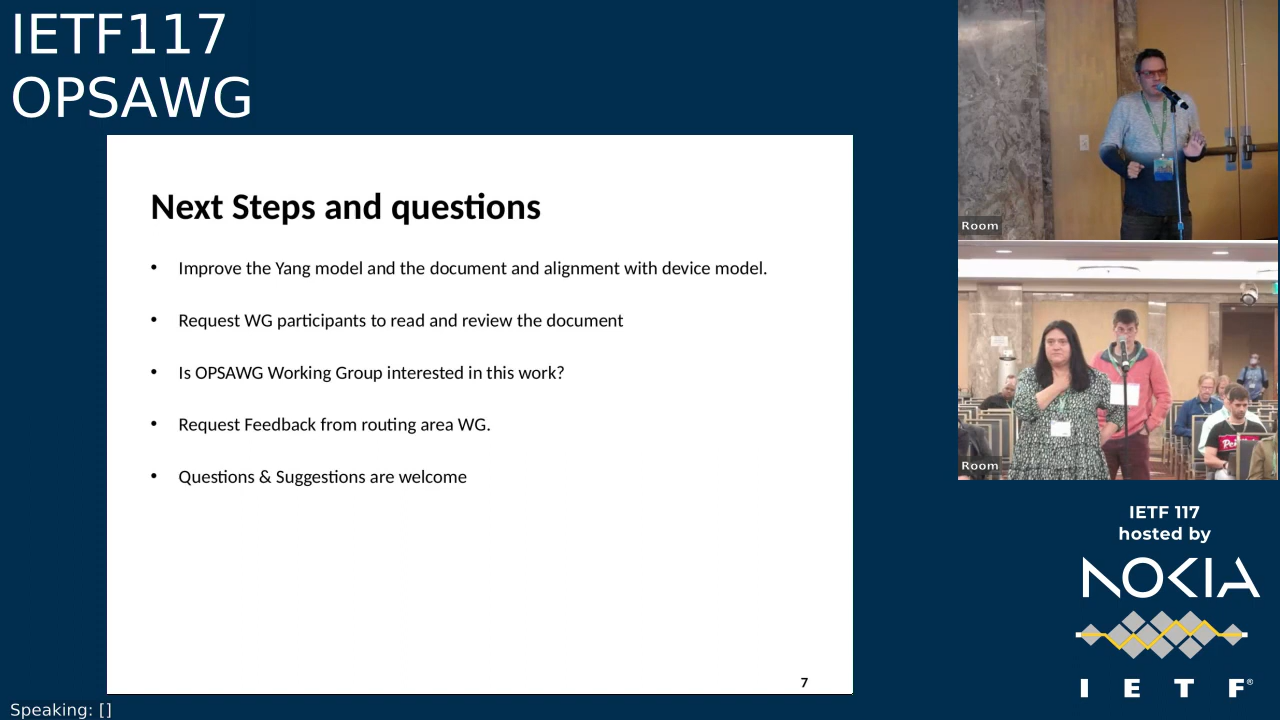 IETF117
OPSAWG
Next Steps and questions
• Improve the Yang model and the document and alignment with device model.
• Request WG participants to read and review the document
• Is OPSAWG Working Group interested in this work?
• Request Feedback from routing area WG.
• Questions & Suggestions are welcome
7
Room
Room
IETF 117
hosted by
NOKIA
I E T F®
Speaking: []